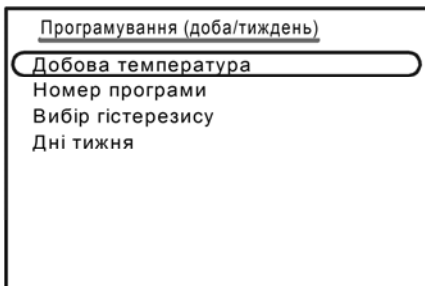 Програмування (доба/тиждень)
Добова температура
Номер програми
Вибір гістерезису
Дні тижня